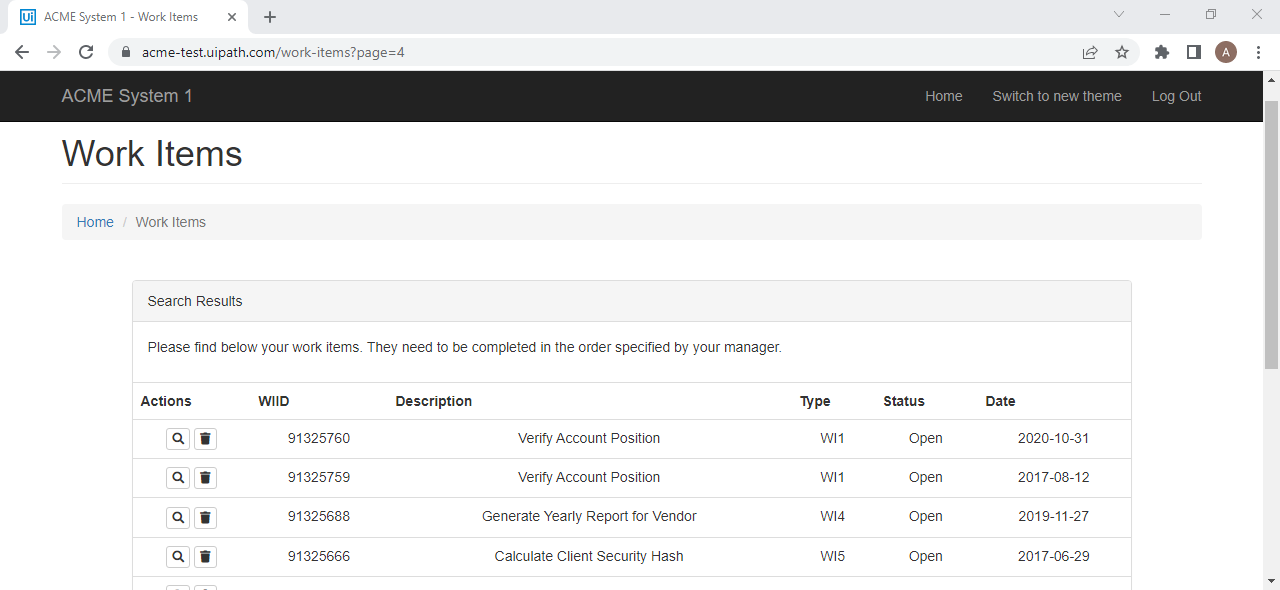 Ui ACME System 1 - Work Items
acme-test.uipath.com/work-items?page=4
A
ACME System 1 Home Switch to new theme Log Out
Work Items
Home / Work Items
Search Results
Please find below your work items. They need to be completed in the order specified by your manager.
Actions WIID Description Type Status Date
91325760 Verify Account Position WI1 Open 2020-10-31
91325759 Verify Account Position WI1 Open 2017-08-12
91325688 Generate Yearly Report for Vendor WI4 Open 2019-11-27
91325666 Calculate Client Security Hash WI5 Open 2017-06-29